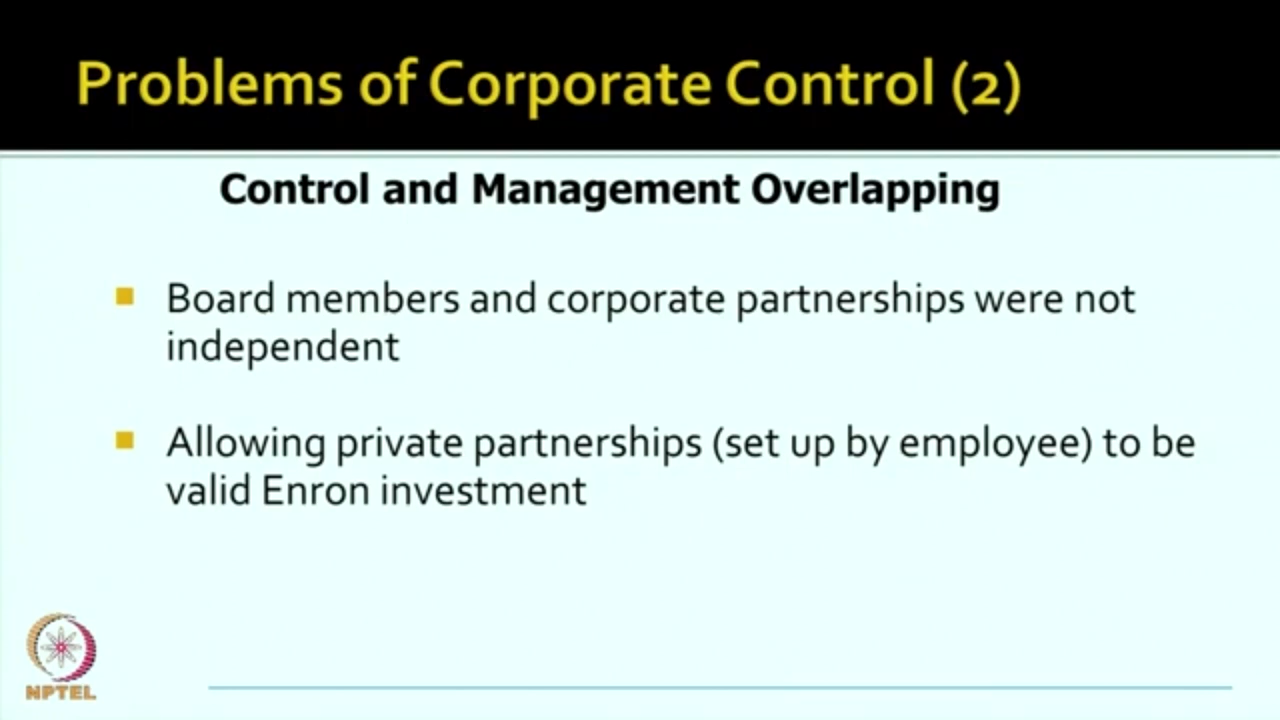 Problems of Corporate Control (2)
Control and Management Overlapping
Board members and corporate partnerships were not
independent
Allowing private partnerships (set up by employee) to be
valid Enron investment
NPTEL